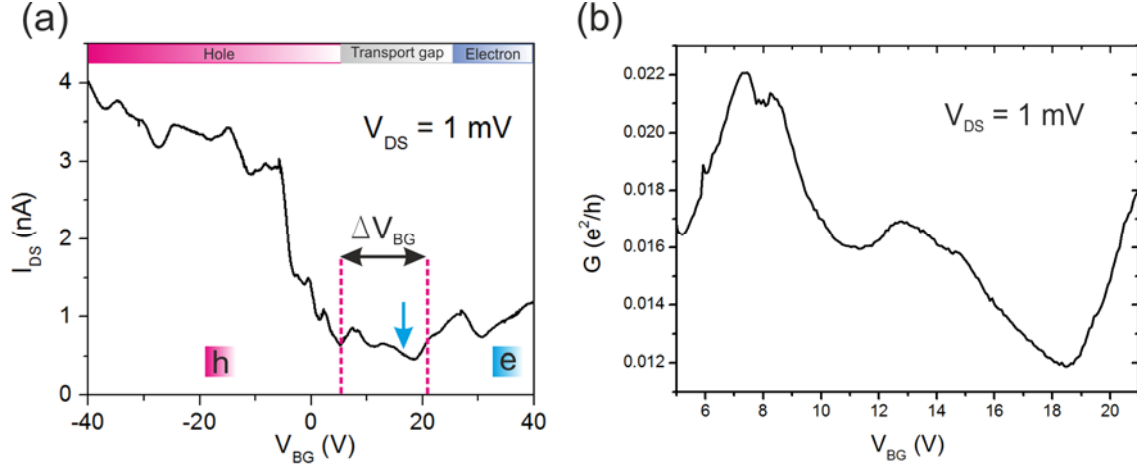 (a)
Hole Transport gap Electron
V_DS = 1 mV
ΔV_BG
h
e
I_DS (nA)
4
3
2
1
0
-40 -20 0 20 40
V_BG (V)
(b)
V_DS = 1 mV
G (e²/h)
0.022
0.020
0.018
0.016
0.014
0.012
6 8 10 12 14 16 18 20
V_BG (V)